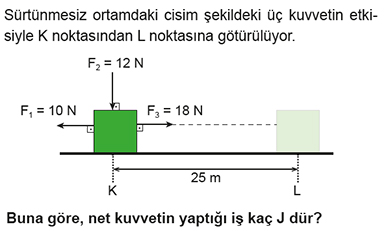 Sürtünmesiz ortamdaki cisim şekildeki üç kuvvetin etki-
siyle K noktasından L noktasına götürülüyor.
F₂ = 12 N
F₁ = 10 N
F₃ = 18 N
25 m
K
L
Buna göre, net kuvvetin yaptığı iş kaç J dür?